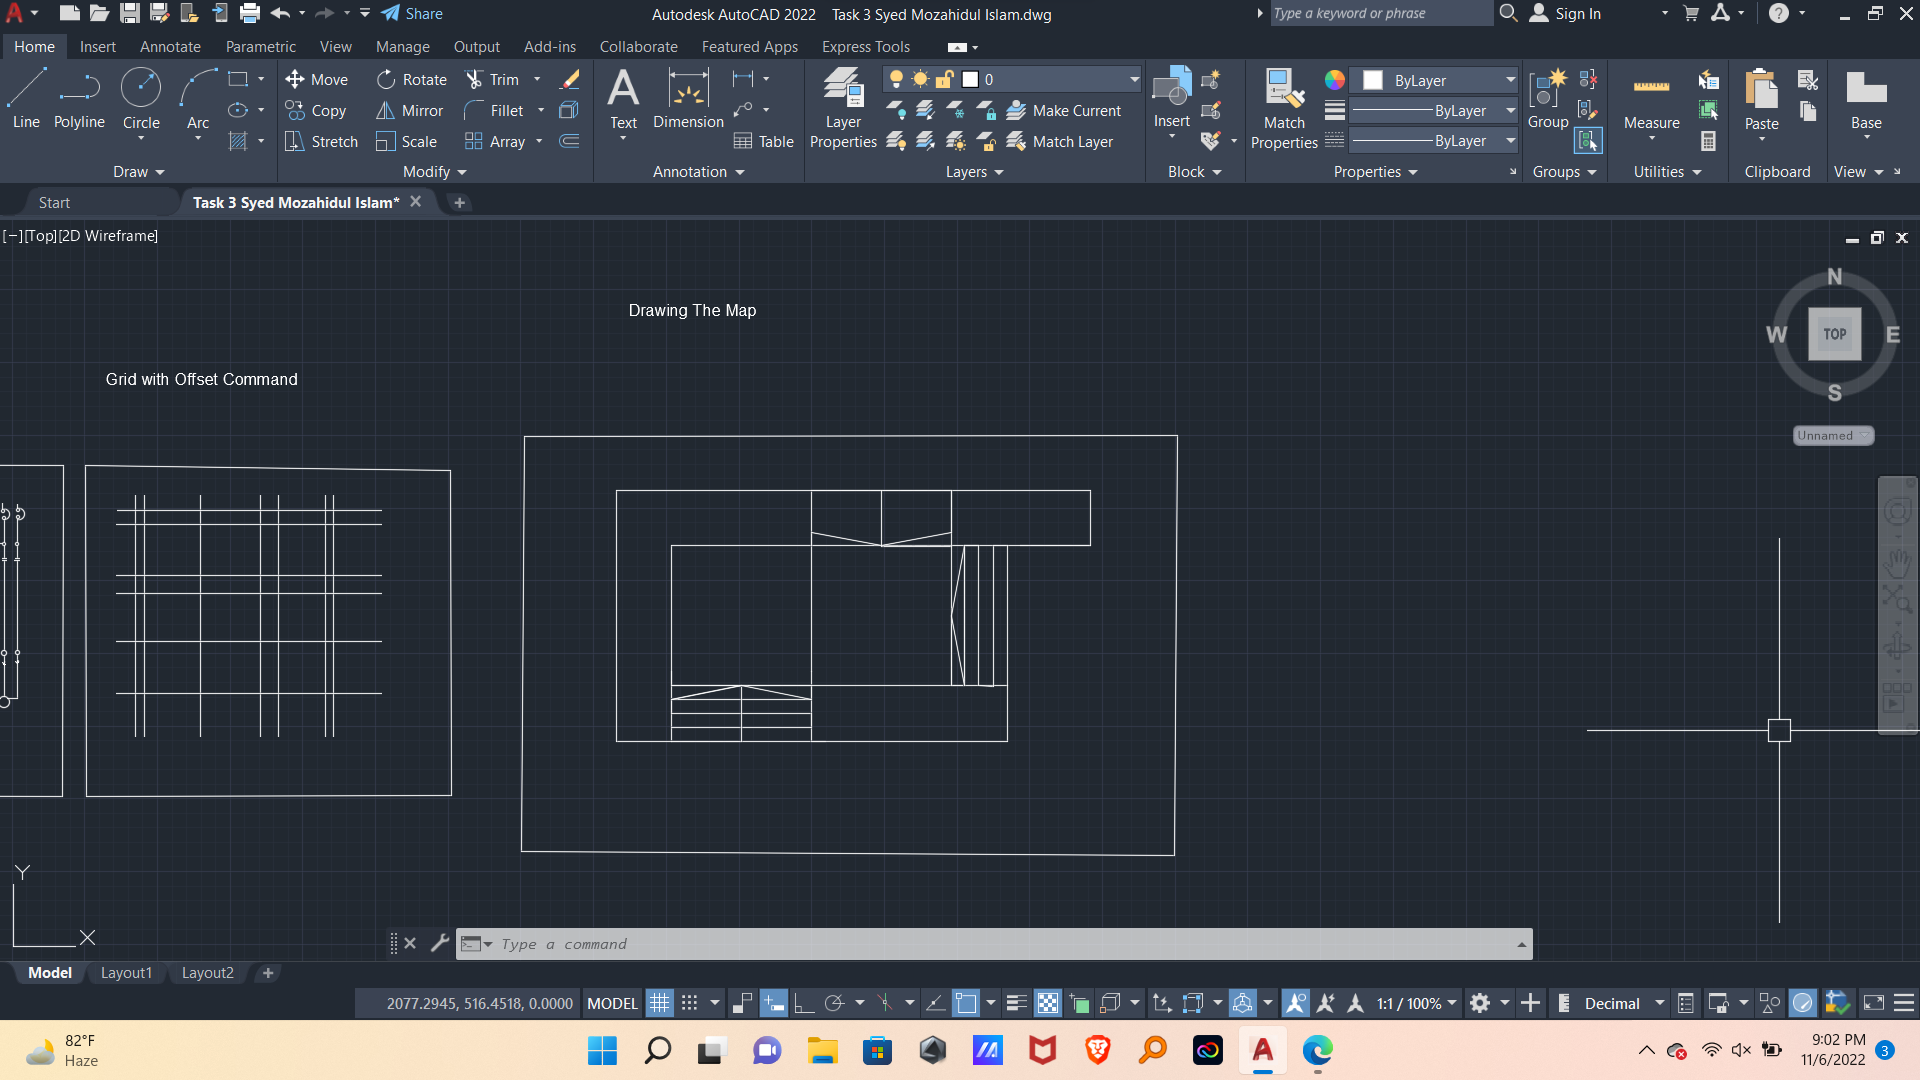 Share
Autodesk AutoCAD 2022 Task 3 Syed Mozahidul Islam.dwg
Type a keyword or phrase
Sign In
Home Insert Annotate Parametric View Manage Output Add-ins Collaborate Featured Apps Express Tools
Line Polyline Circle Arc
Draw
Move Rotate Trim
Copy Mirror Fillet
Stretch Scale Array
Modify
Text Dimension Table
Annotation
Layer Properties
0
Make Current
Match Layer
Layers
Insert
Block
Match Properties
ByLayer
ByLayer
ByLayer
Properties
Group
Groups
Measure
Utilities
Paste
Clipboard
Base
View
Start
Task 3 Syed Mozahidul Islam*
[−][Top][2D Wireframe]
N
W TOP E
S
Unnamed
Drawing The Map
Grid with Offset Command
Y
X
Type a command
Model Layout1 Layout2
2077.2945, 516.4518, 0.0000 MODEL 1:1 / 100% Decimal
82°F
Haze
9:02 PM
11/6/2022
3